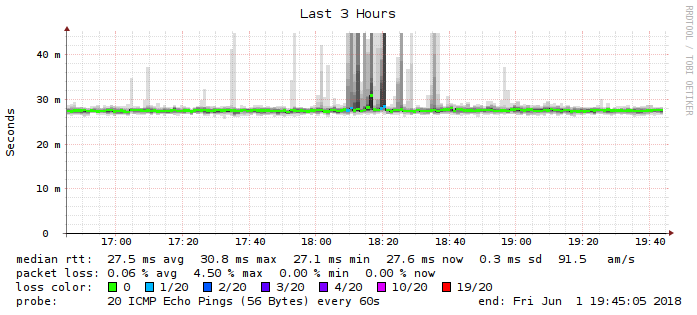 Last 3 Hours
RRDTOOL / TOBI OETIKER
Seconds
40 m
30 m
20 m
10 m
0
17:00 17:20 17:40 18:00 18:20 18:40 19:00 19:20 19:40
median rtt: 27.5 ms avg 30.8 ms max 27.1 ms min 27.6 ms now 0.3 ms sd 91.5 am/s
packet loss: 0.06 % avg 4.50 % max 0.00 % min 0.00 % now
loss color: 0 1/20 2/20 3/20 4/20 10/20 19/20
probe: 20 ICMP Echo Pings (56 Bytes) every 60s end: Fri Jun 1 19:45:05 2018